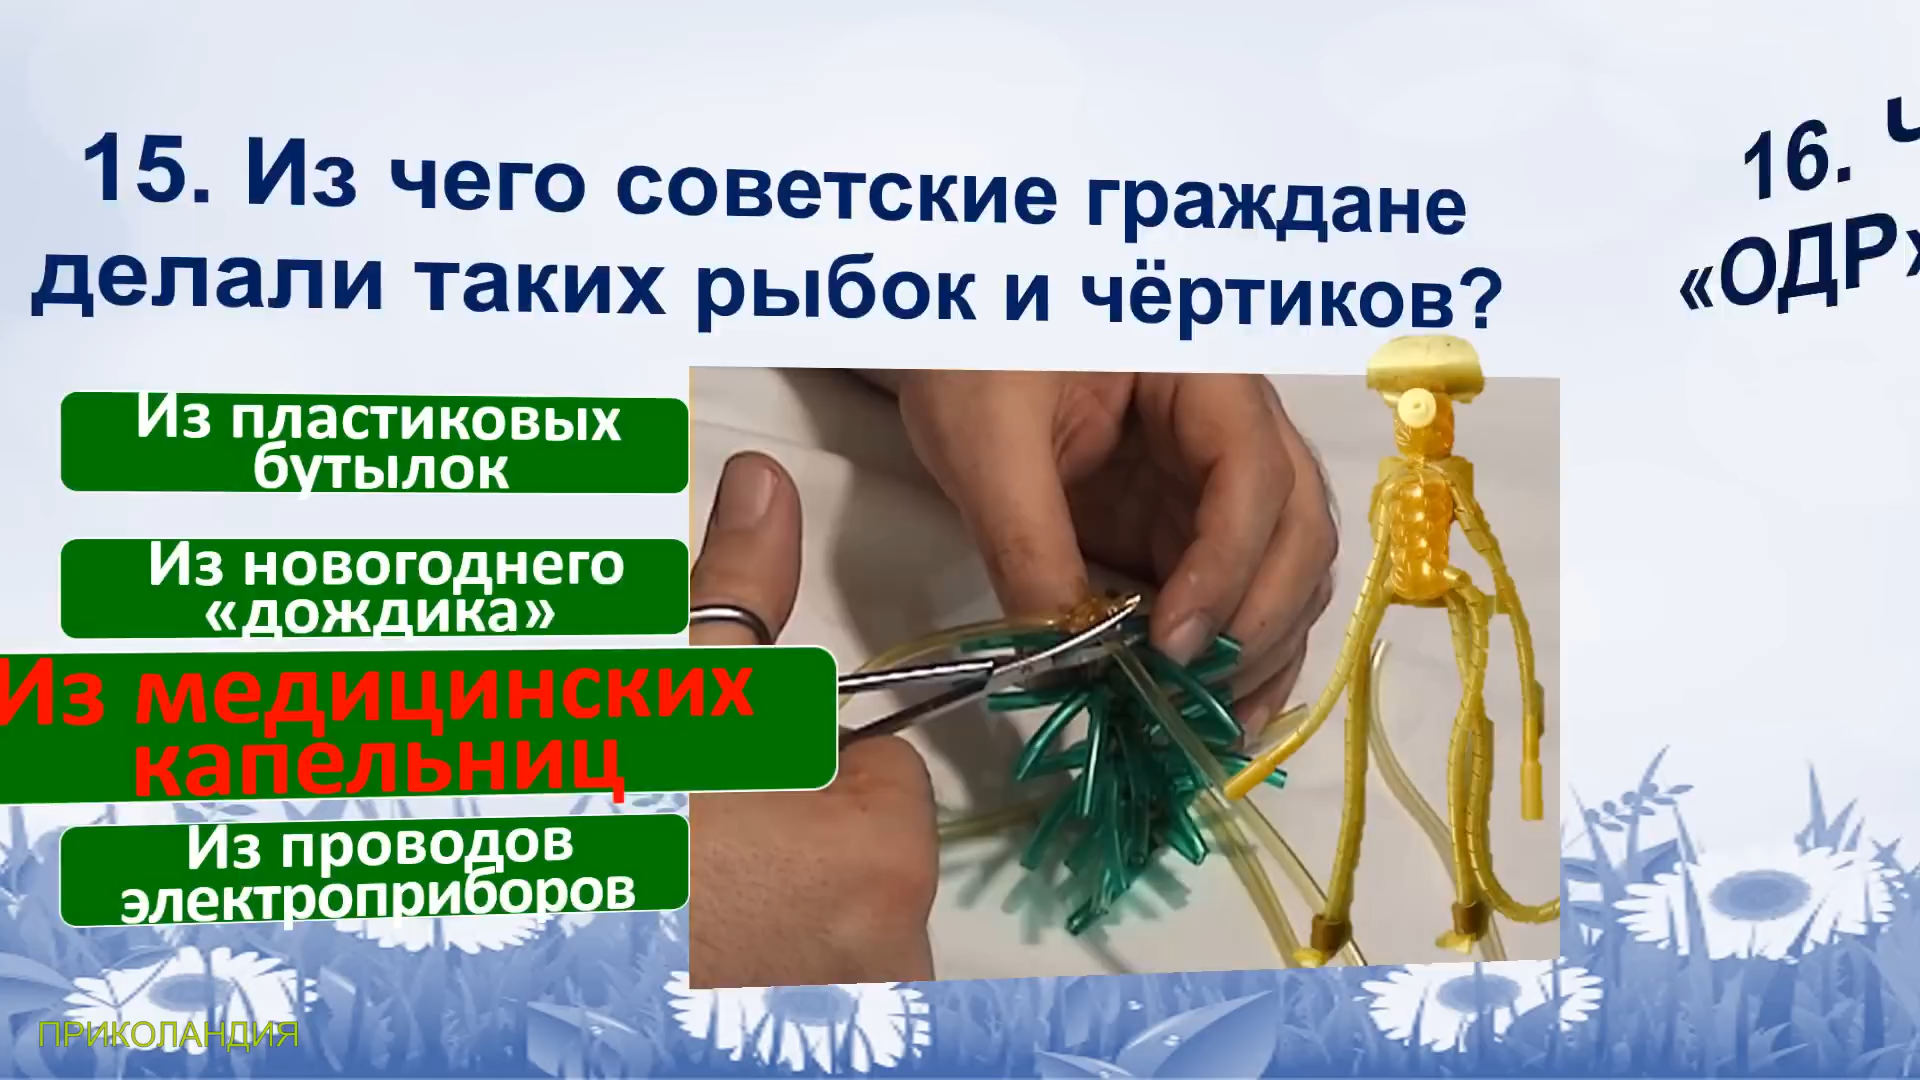 15. Из чего советские граждане
делали таких рыбок и чёртиков?
16. Ч
«ОДР»
Из пластиковых
бутылок
Из новогоднего
«дождика»
Из медицинских
капельниц
Из проводов
электроприборов
ПРИКОЛАНДИЯ